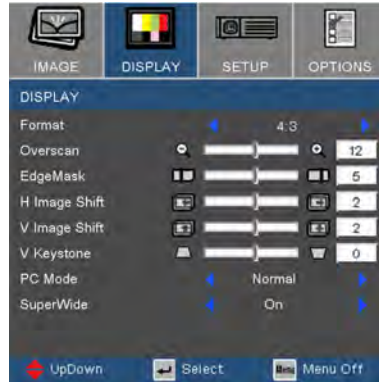 IMAGE DISPLAY SETUP OPTIONS
DISPLAY
Format 4:3
Overscan 12
EdgeMask 5
H Image Shift 2
V Image Shift 2
V Keystone 0
PC Mode Normal
SuperWide On
UpDown Select Menu Menu Off